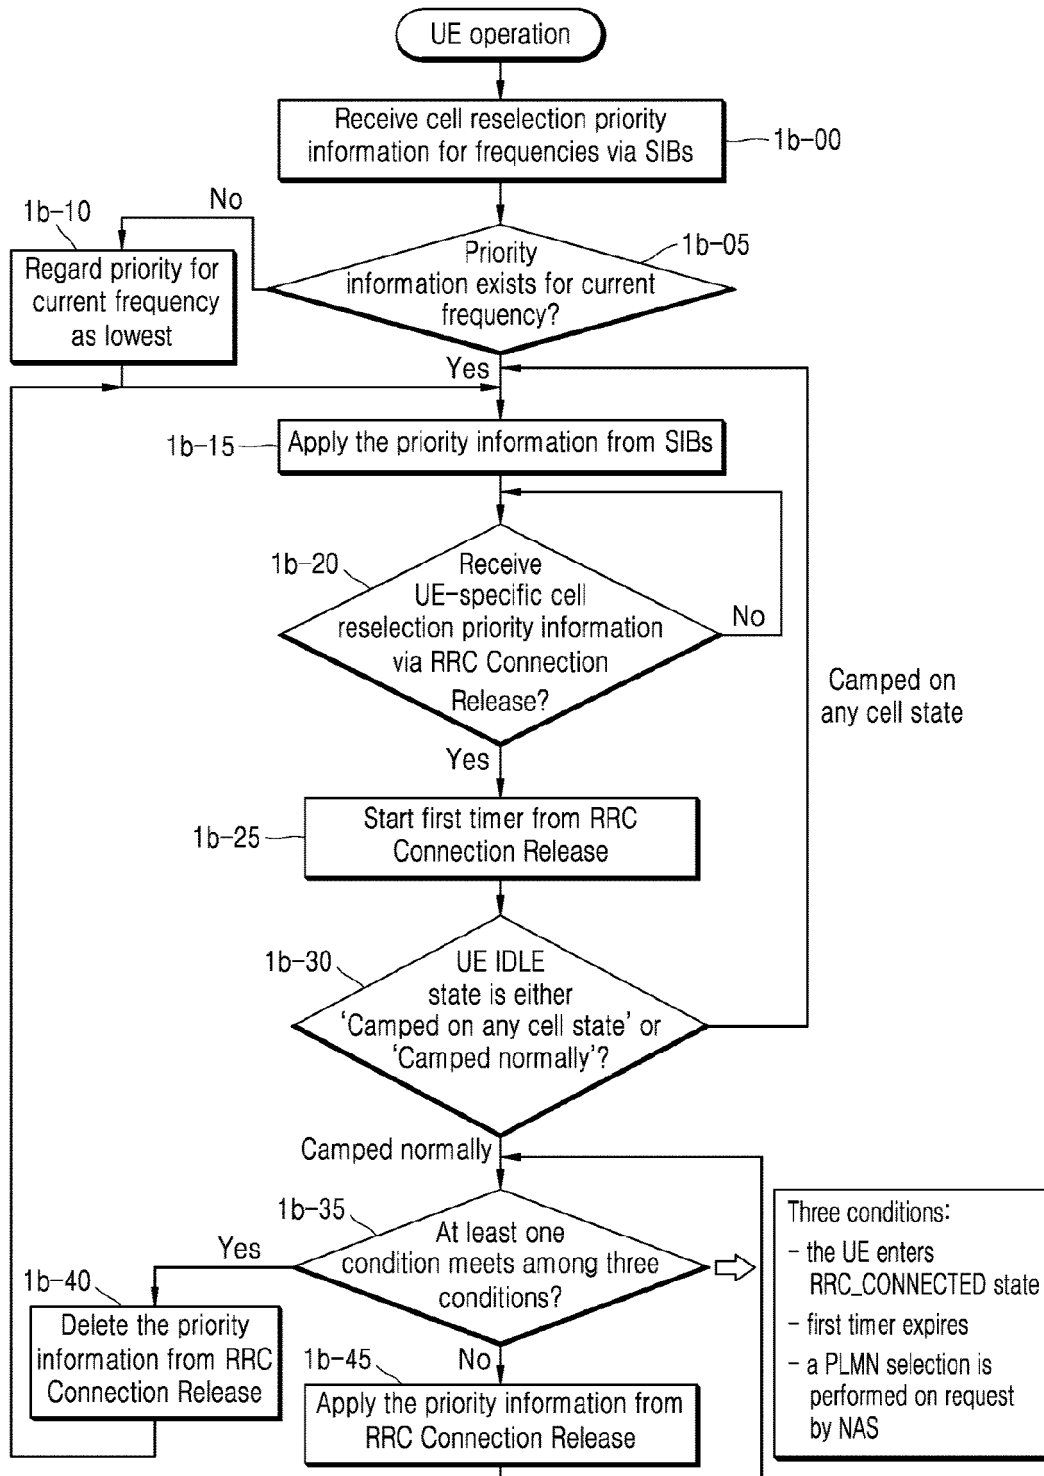 UE operation
Receive cell reselection priority
information for frequencies via SIBs
1b-00
No
1b-10
1b-05
Regard priority for
current frequency
as lowest
Priority
information exists for current
frequency?
Yes
1b-15
Apply the priority information from SIBs
1b-20
Receive
UE-specific cell
reselection priority information
via RRC Connection
Release?
No
Camped on
any cell state
Yes
1b-25
Start first timer from RRC
Connection Release
1b-30
UE IDLE
state is either
‘Camped on any cell state’ or
‘Camped normally’?
Camped normally
1b-35
At least one
condition meets among three
conditions?
Yes
Three conditions:
- the UE enters
RRC_CONNECTED state
- first timer expires
- a PLMN selection is
performed on request
by NAS
1b-40
Delete the priority
information from RRC
Connection Release
No
1b-45
Apply the priority information from
RRC Connection Release